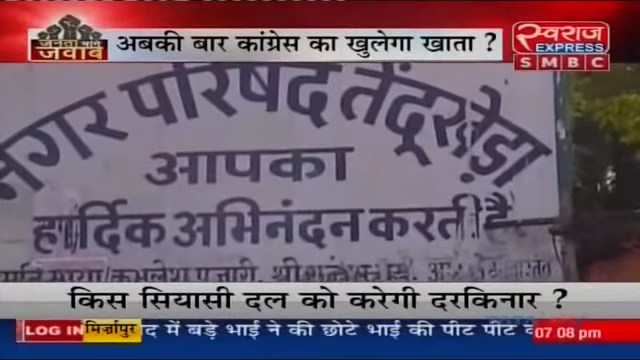 जनता मांगे
जवाब
अबकी बार कांग्रेस का खुलेगा खाता ?
स्वराज
EXPRESS
SMBC
नगर परिषद तेंदूखेड़ा
आपका
हार्दिक अभिनंदन करती है
किस सियासी दल को करेगी दरकिनार ?
LOG IN
मिर्ज़ापुर
में बड़े भाई ने की छोटे भाई की पीट पीट
07:08 pm